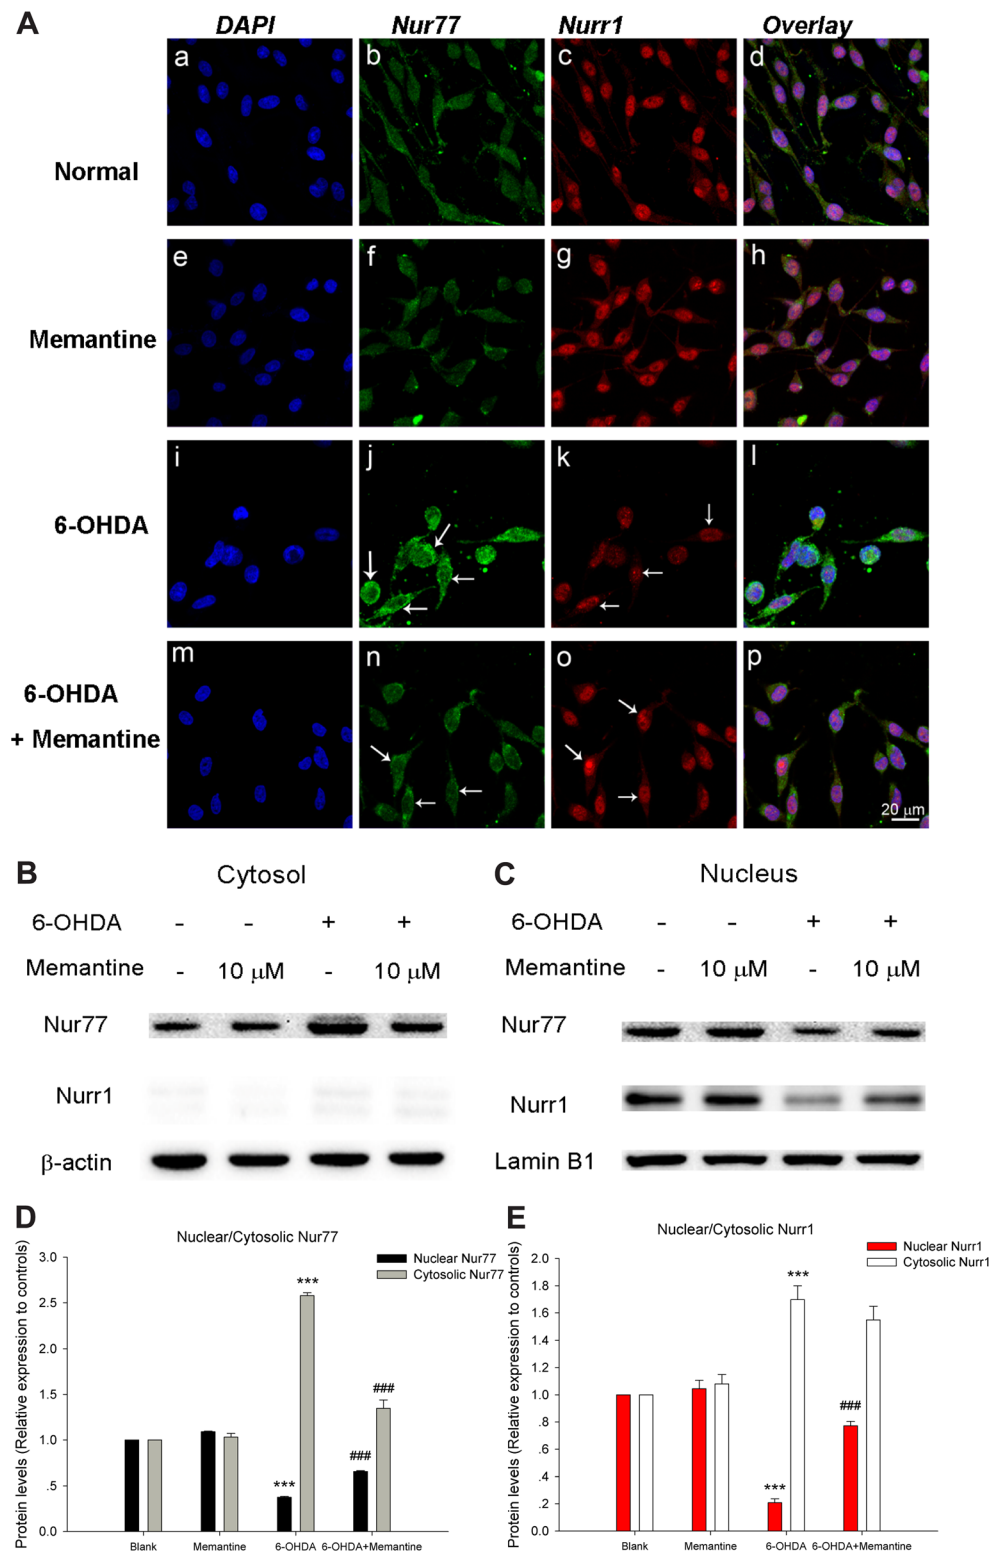 A
DAPI Nur77 Nurr1 Overlay
a b c d
Normal
e f g h
Memantine
i j k l
6-OHDA
m n o p
6-OHDA
+ Memantine
20 μm
B
Cytosol
6-OHDA - - + +
Memantine - 10 μM - 10 μM
Nur77
Nurr1
β-actin
C
Nucleus
6-OHDA - - + +
Memantine - 10 μM - 10 μM
Nur77
Nurr1
Lamin B1
D
Nuclear/Cytosolic Nur77
Nuclear Nur77
Cytosolic Nur77
Protein levels (Relative expression to controls)
3.0
2.5
2.0
1.5
1.0
.5
0.0
***
***
###
###
Blank Memantine 6-OHDA 6-OHDA+Memantine
E
Nuclear/Cytosolic Nurr1
Nuclear Nurr1
Cytosolic Nurr1
Protein levels (Relative expression to controls)
2.0
1.8
1.6
1.4
1.2
1.0
.8
.6
.4
.2
0.0
***
***
###
Blank Memantine 6-OHDA 6-OHDA+Memantine